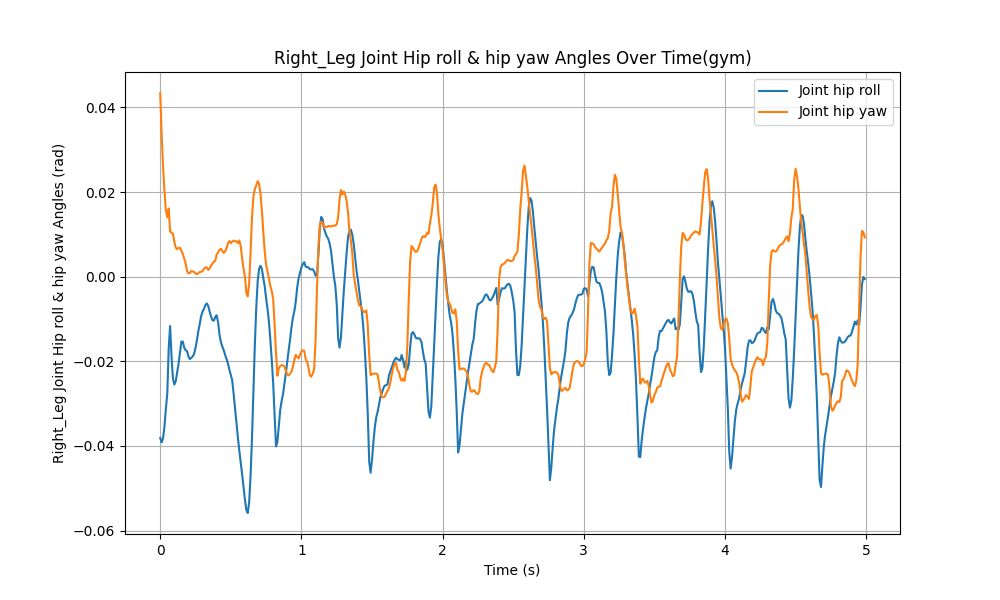 Right_Leg Joint Hip roll & hip yaw Angles Over Time(gym)
Joint hip roll
Joint hip yaw
Right_Leg Joint Hip roll & hip yaw Angles (rad)
0.04
0.02
0.00
−0.02
−0.04
−0.06
0 1 2 3 4 5
Time (s)